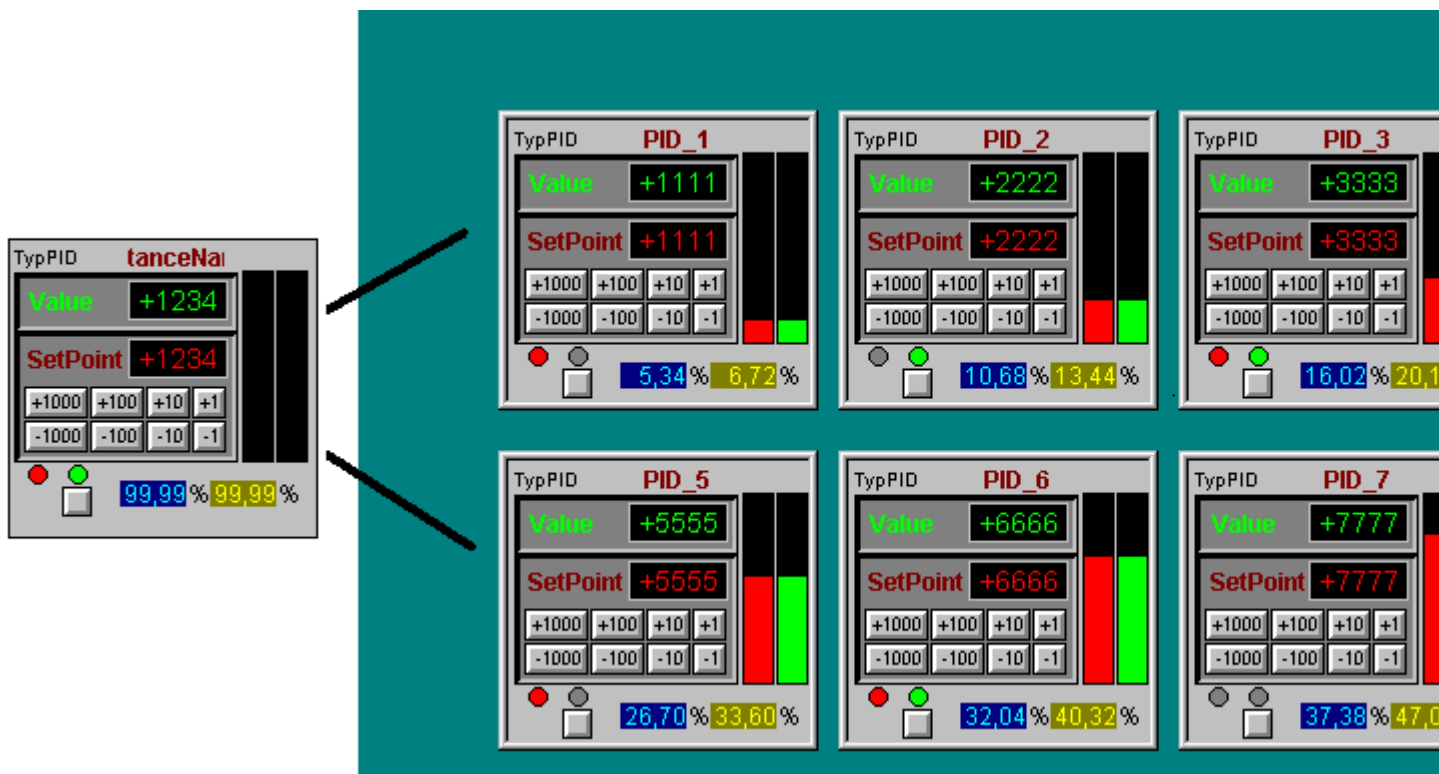 TypPID tanceNa
Value +1234
SetPoint +1234
+1000 +100 +10 +1
-1000 -100 -10 -1
99,99 % 99,99 %
TypPID PID_1
Value +1111
SetPoint +1111
+1000 +100 +10 +1
-1000 -100 -10 -1
5,34 % 6,72 %
TypPID PID_2
Value +2222
SetPoint +2222
+1000 +100 +10 +1
-1000 -100 -10 -1
10,68 % 13,44 %
TypPID PID_3
Value +3333
SetPoint +3333
+1000 +100 +10 +1
-1000 -100 -10 -1
16,02 % 20,1
TypPID PID_5
Value +5555
SetPoint +5555
+1000 +100 +10 +1
-1000 -100 -10 -1
26,70 % 33,60 %
TypPID PID_6
Value +6666
SetPoint +6666
+1000 +100 +10 +1
-1000 -100 -10 -1
32,04 % 40,32 %
TypPID PID_7
Value +7777
SetPoint +7777
+1000 +100 +10 +1
-1000 -100 -10 -1
37,38 % 47,0